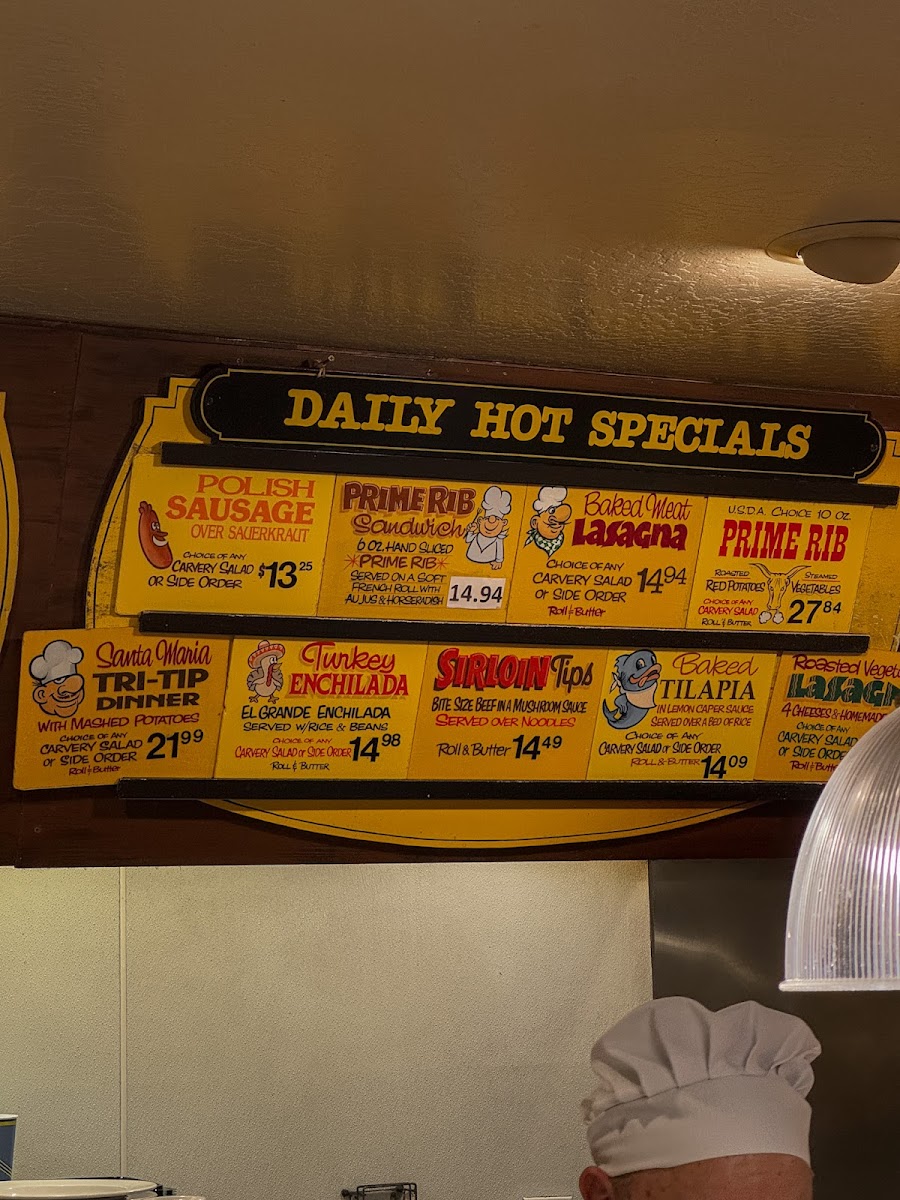 DAILY HOT SPECIALS
POLISH
SAUSAGE
OVER SAUERKRAUT
CHOICE OF ANY
CARVERY SALAD
OR SIDE ORDER
$13.25
PRIME RIB
Sandwich
6 OZ. HAND SLICED
*PRIME RIB*
SERVED ON A SOFT
FRENCH ROLL WITH
AU JUS & HORSERADISH
14.94
Baked Meat
LASAGNA
CHOICE OF ANY
CARVERY SALAD
OR SIDE ORDER
Roll & Butter
14.94
U.S.D.A. CHOICE 10 OZ.
PRIME RIB
ROASTED
RED POTATOES
STEAMED
VEGETABLES
CHOICE OF ANY
CARVERY SALAD
ROLL & BUTTER
27.84
Santa Maria
TRI-TIP
DINNER
WITH MASHED POTATOES
CHOICE OF ANY
CARVERY SALAD
OR SIDE ORDER
Roll & Butter
21.99
Turkey
ENCHILADA
EL GRANDE ENCHILADA
SERVED W/RICE & BEANS
CHOICE OF ANY
CARVERY SALAD OR SIDE ORDER
ROLL & BUTTER
14.98
SIRLOIN Tips
BITE SIZE BEEF IN A MUSHROOM SAUCE
SERVED OVER NOODLES
ROLL & Butter 14.49
Baked
TILAPIA
IN LEMON CAPER SAUCE
SERVED OVER A BED OF RICE
CHOICE OF ANY
CARVERY SALAD or SIDE ORDER
ROLL & BUTTER
14.09
Roasted
4 CHEESES &
CHOICE OF ANY
CARVERY SALAD
OR SIDE